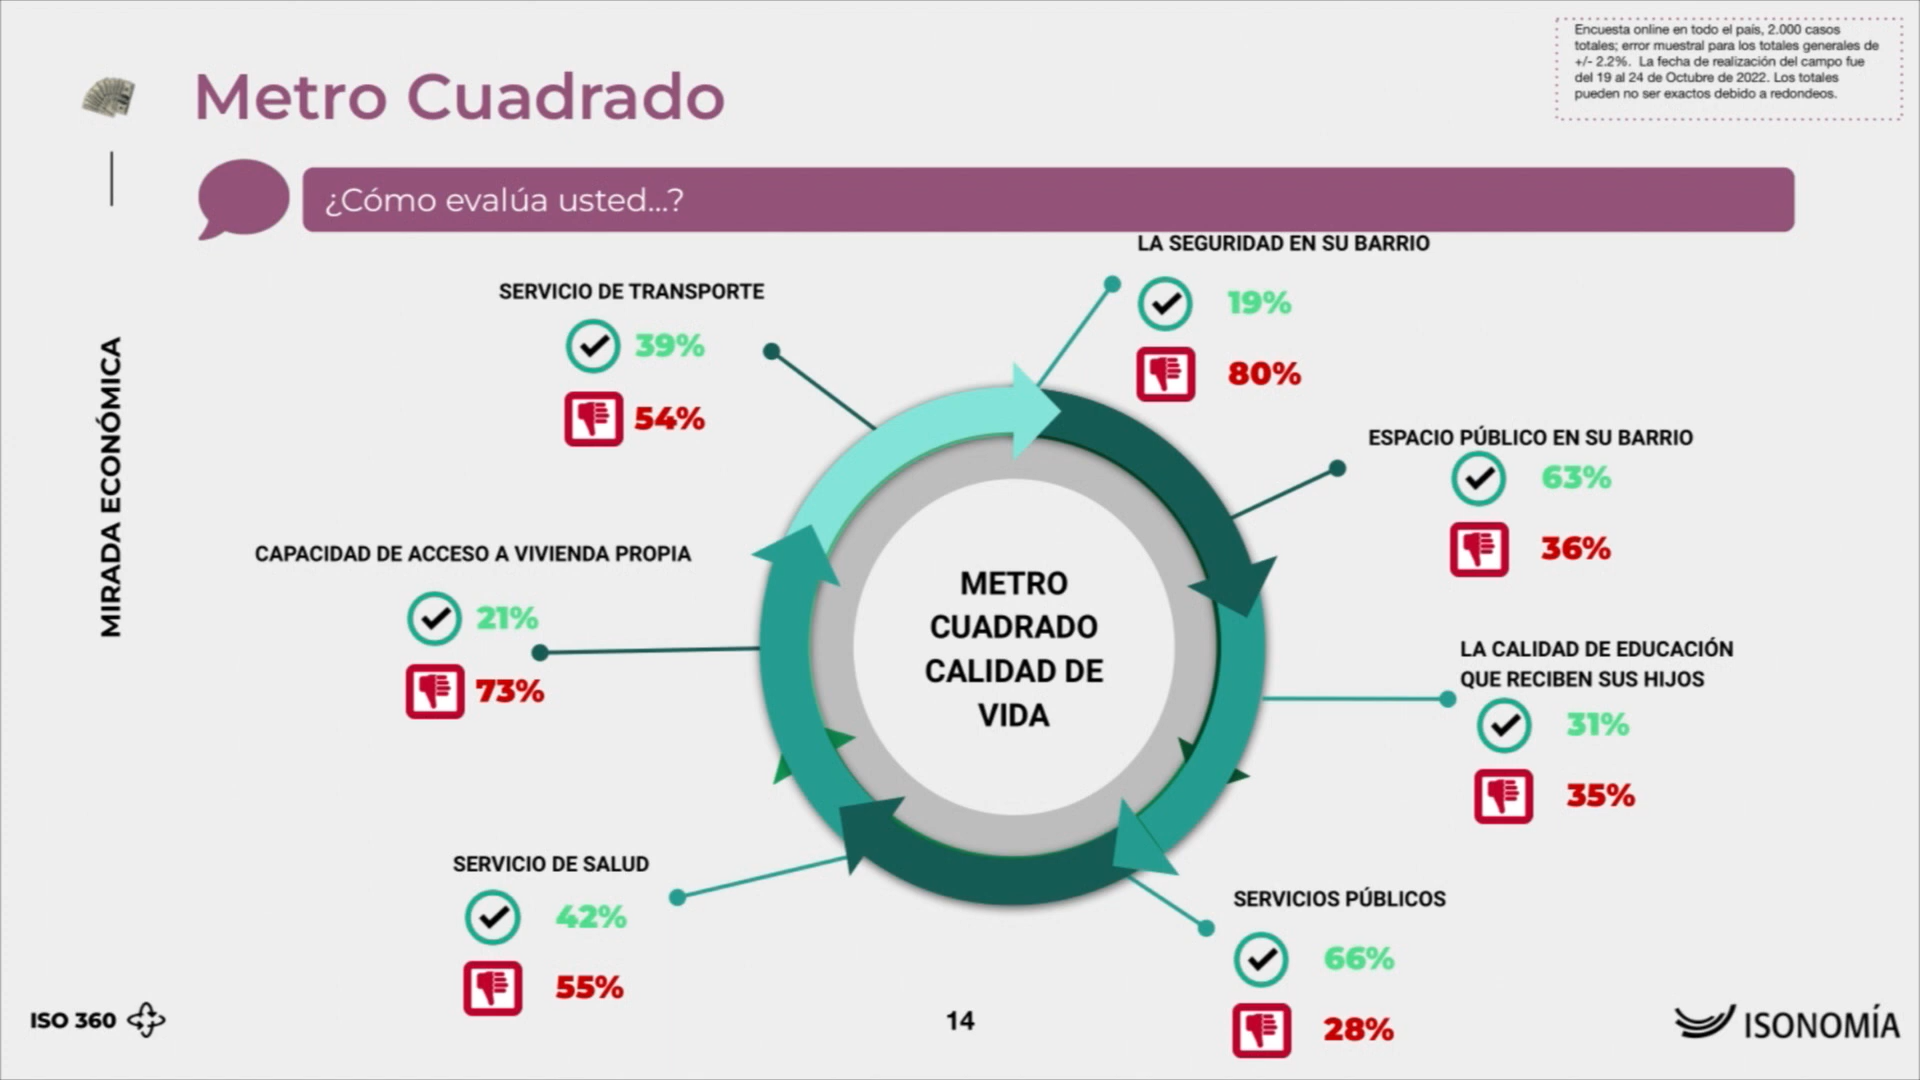 Encuesta online en todo el país, 2.000 casos
totales; error muestral para los totales generales de
+/- 2.2%. La fecha de realización del campo fue
del 19 al 24 de Octubre de 2022. Los totales
pueden no ser exactos debido a redondeos.
Metro Cuadrado
¿Cómo evalúa usted...?
MIRADA ECONÓMICA
LA SEGURIDAD EN SU BARRIO
19%
80%
SERVICIO DE TRANSPORTE
39%
54%
ESPACIO PÚBLICO EN SU BARRIO
63%
36%
CAPACIDAD DE ACCESO A VIVIENDA PROPIA
21%
73%
METRO
CUADRADO
CALIDAD DE
VIDA
LA CALIDAD DE EDUCACIÓN
QUE RECIBEN SUS HIJOS
31%
35%
SERVICIO DE SALUD
42%
55%
SERVICIOS PÚBLICOS
66%
28%
ISO 360
14
ISONOMÍA